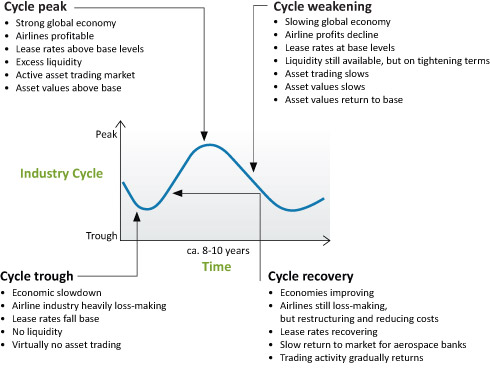 Cycle peak
• Strong global economy
• Airlines profitable
• Lease rates above base levels
• Excess liquidity
• Active asset trading market
• Asset values above base
Cycle weakening
• Slowing global economy
• Airline profits decline
• Lease rates at base levels
• Liquidity still available, but on tightening terms
• Asset trading slows
• Asset values slows
• Asset values return to base
Peak
Industry Cycle
Trough
ca. 8-10 years
Time
Cycle trough
• Economic slowdown
• Airline industry heavily loss-making
• Lease rates fall base
• No liquidity
• Virtually no asset trading
Cycle recovery
• Economies improving
• Airlines still loss-making,
but restructuring and reducing costs
• Lease rates recovering
• Slow return to market for aerospace banks
• Trading activity gradually returns